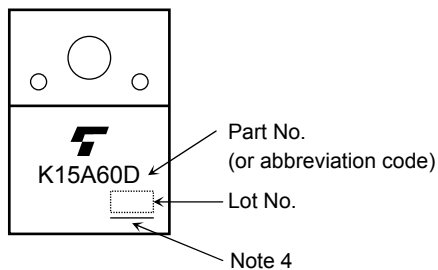 K15A60D
Part No.
(or abbreviation code)
Lot No.
Note 4